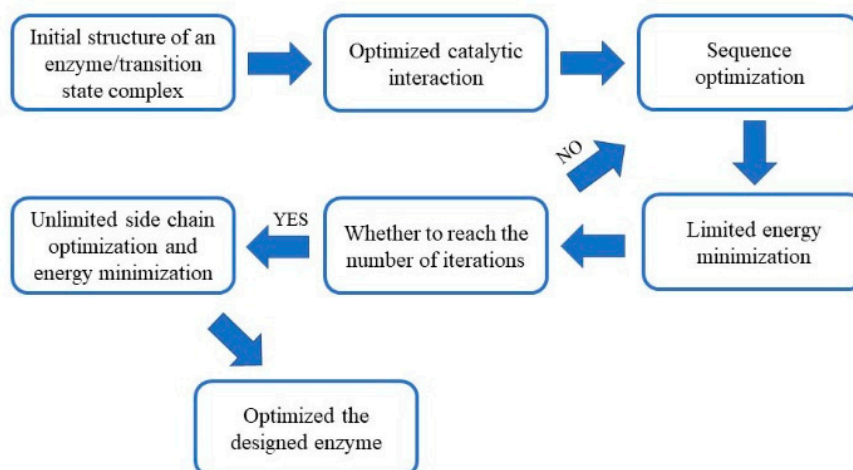 Initial structure of an
enzyme/transition
state complex
Optimized catalytic
interaction
Sequence
optimization
NO
Unlimited side chain
optimization and
energy minimization
YES
Whether to reach the
number of iterions
Limited energy
minimization
Optimized the
designed enzyme